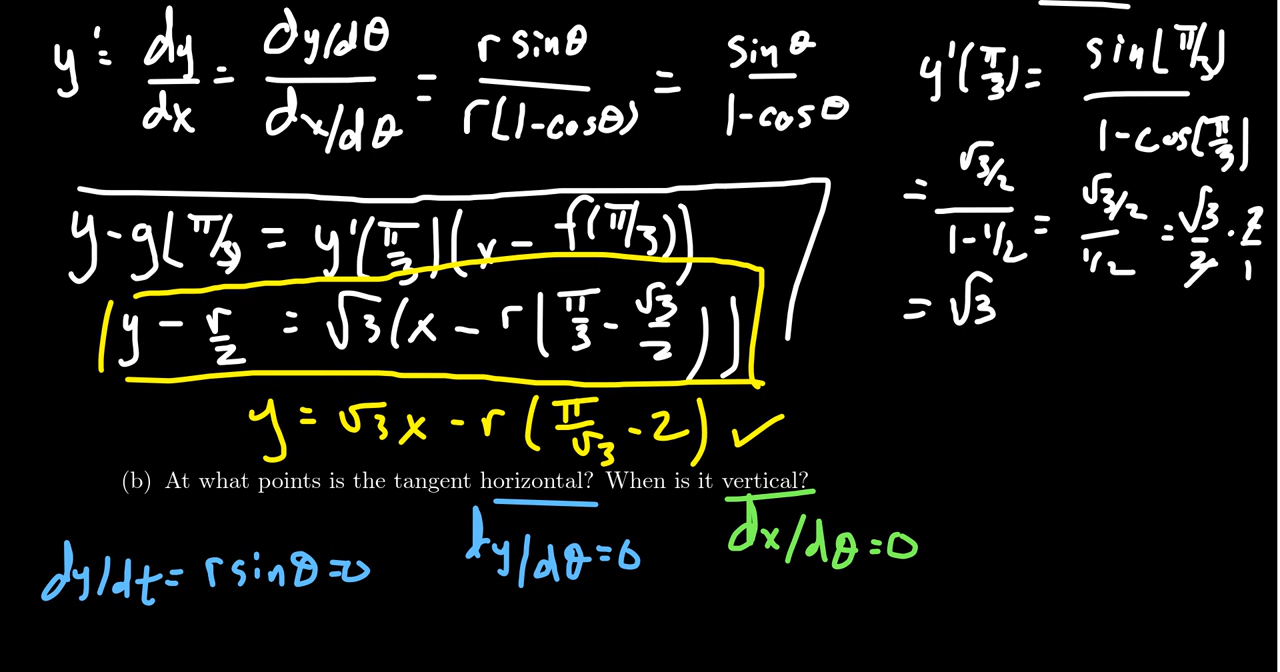 y' = dy/dx = (dy/dθ)/(dx/dθ) = (r sinθ)/(r(1-cosθ)) = sinθ/(1-cosθ)
y'(π/3) = sin(π/3)/(1-cos(π/3))
= (√3/2)/(1-1/2) = (√3/2)/(1/2) = √3/2 · 2/1
= √3
y - g(π/3) = y'(π/3)(x - f(π/3))
(y - r/2 = √3(x - r(π/3 - √3/2)))
y = √3x - r(π/√3 - 2) ✓
(b) At what points is the tangent horizontal? When is it vertical?
dy/dθ=0 dx/dθ=0
dy/dt = r sinθ=0